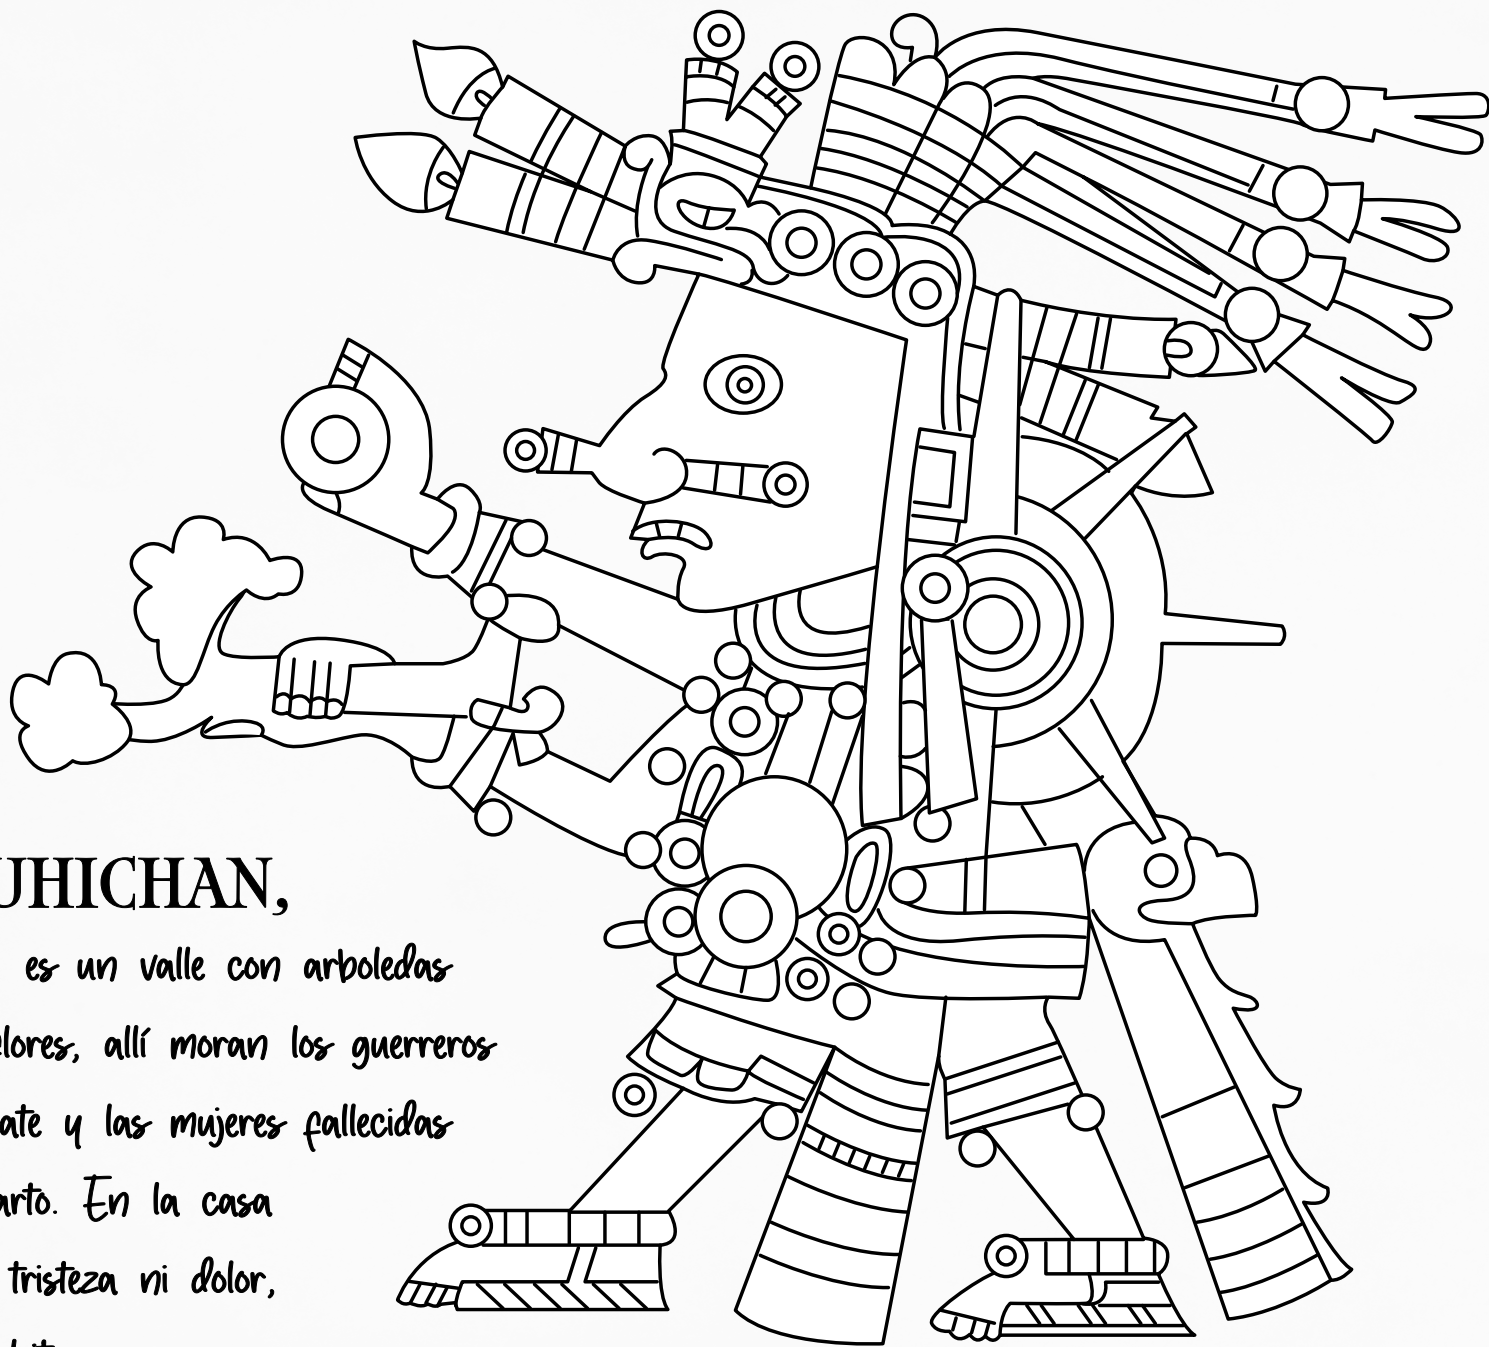 UHICHAN,
es un valle con arboledas
lores, allí moran los guerreros
ate y las mujeres fallecidas
arto. En la casa
tristeza ni dolor,